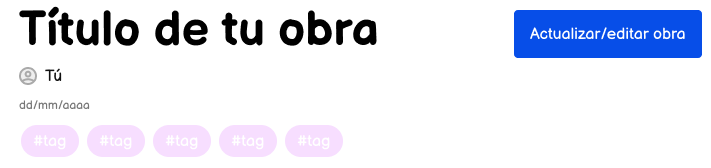 Título de tu obra
Actualizar/editar obra
Tú
dd/mm/aaaa
#tag #tag #tag #tag #tag